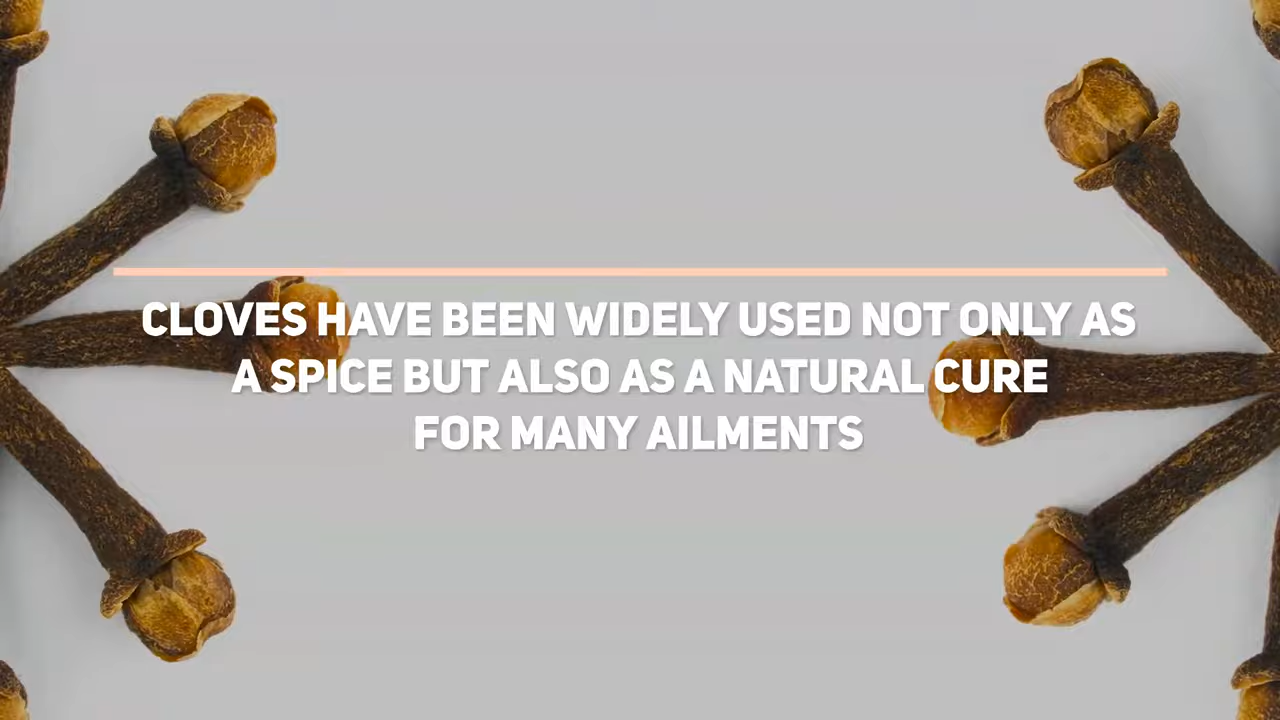 CLOVES HAVE BEEN WIDELY USED NOT ONLY AS
A SPICE BUT ALSO AS A NATURAL CURE
FOR MANY AILMENTS